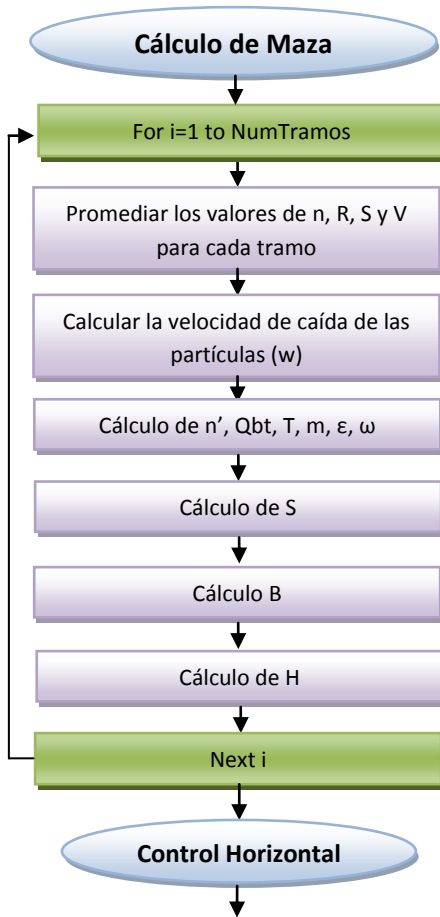 Cálculo de Maza
For i=1 to NumTramos
Promediar los valores de n, R, S y V
para cada tramo
Calcular la velocidad de caída de las
partículas (w)
Cálculo de n’, Qbt, T, m, ε, ω
Cálculo de S
Cálculo B
Cálculo de H
Next i
Control Horizontal